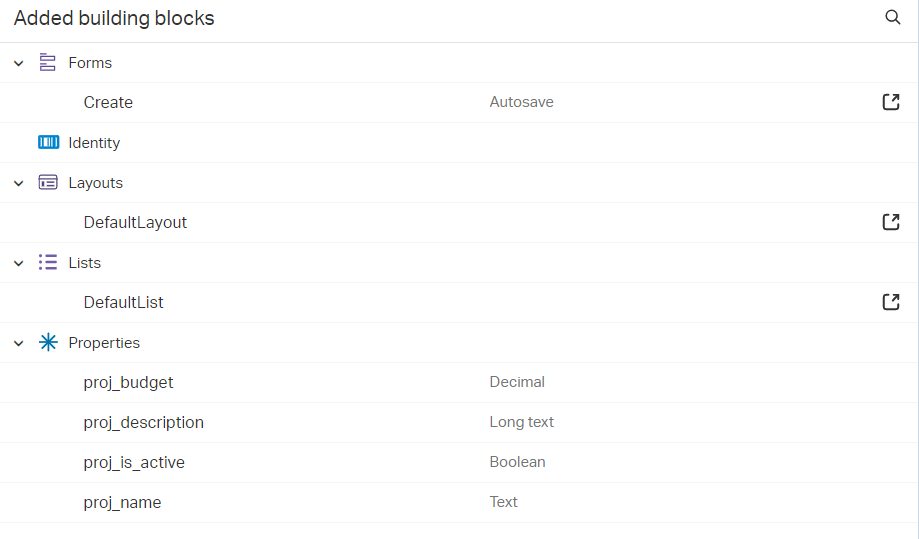 Added building blocks
Forms
Create Autosave
Identity
Layouts
DefaultLayout
Lists
DefaultList
Properties
proj_budget Decimal
proj_description Long text
proj_is_active Boolean
proj_name Text